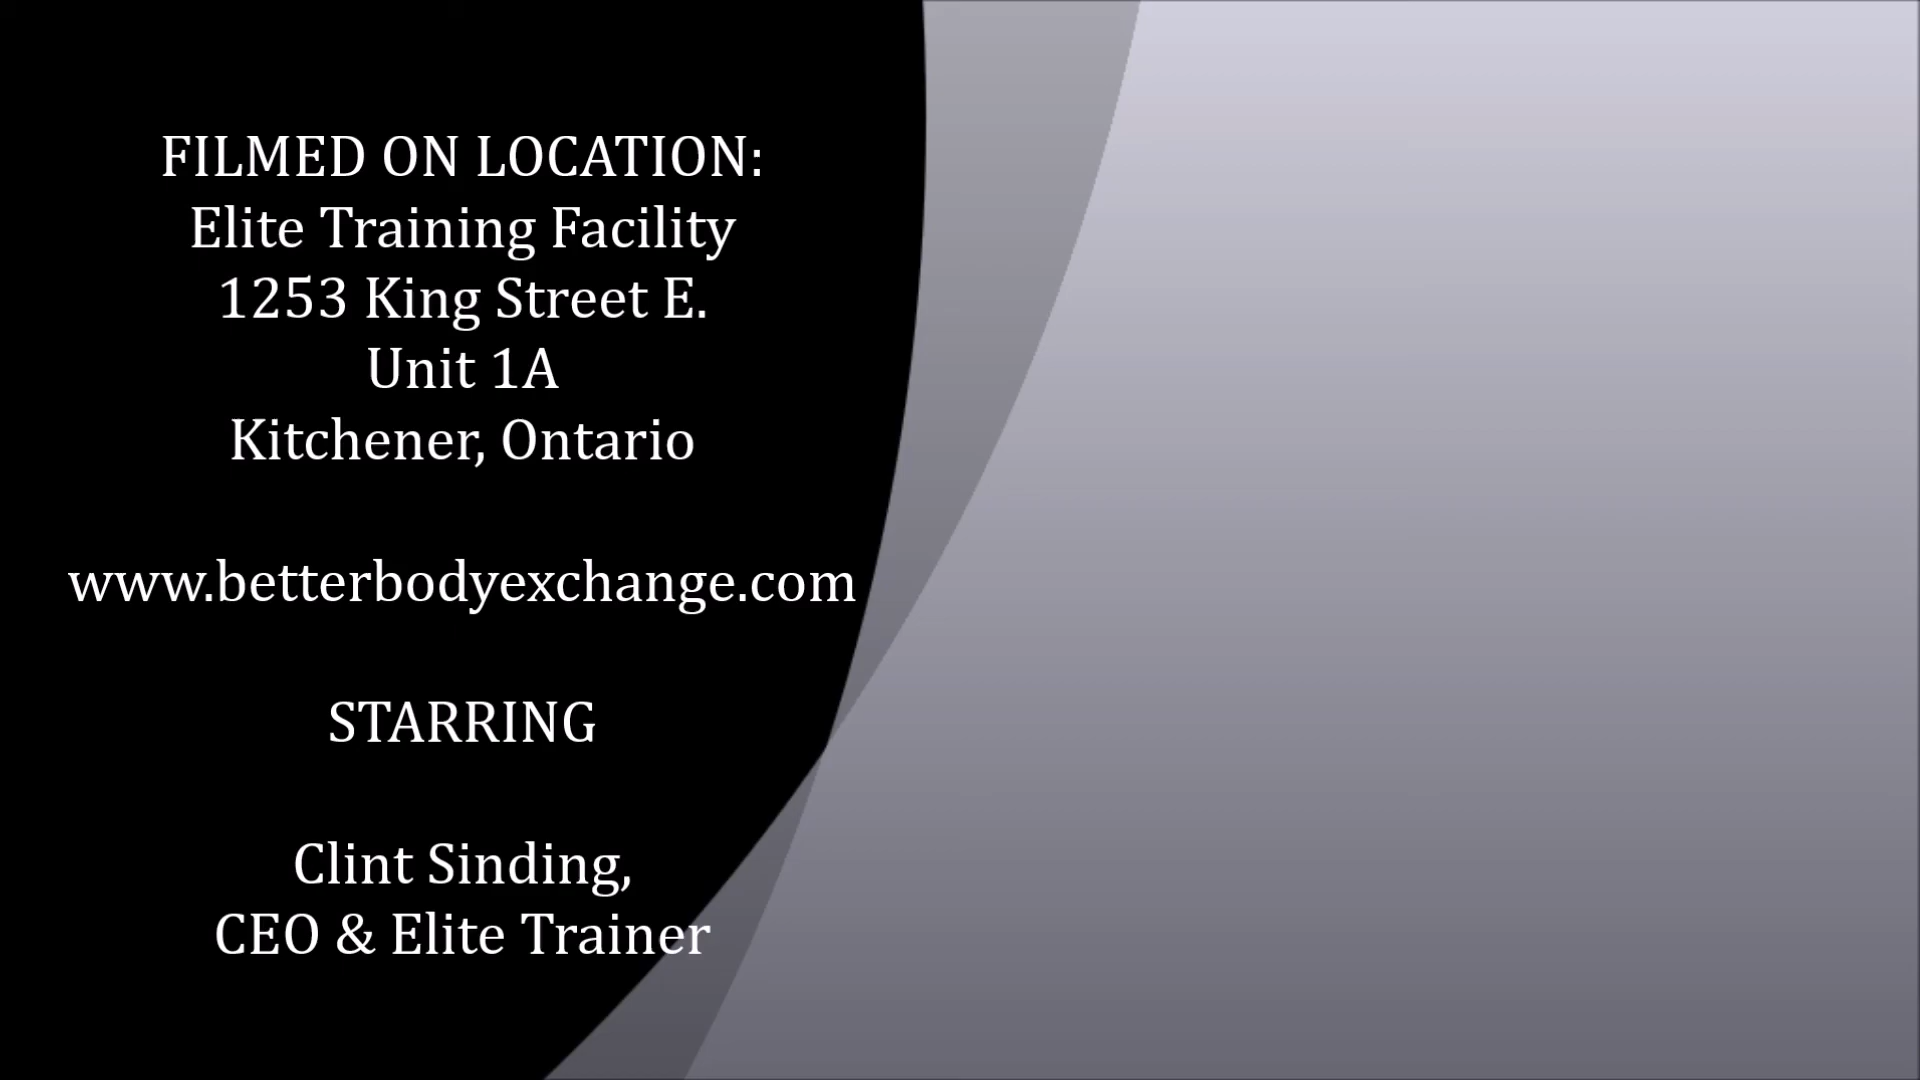 FILMED ON LOCATION:
Elite Training Facility
1253 King Street E.
Unit 1A
Kitchener, Ontario
www.betterbodyexchange.com
STARRING
Clint Sinding,
CEO & Elite Trainer